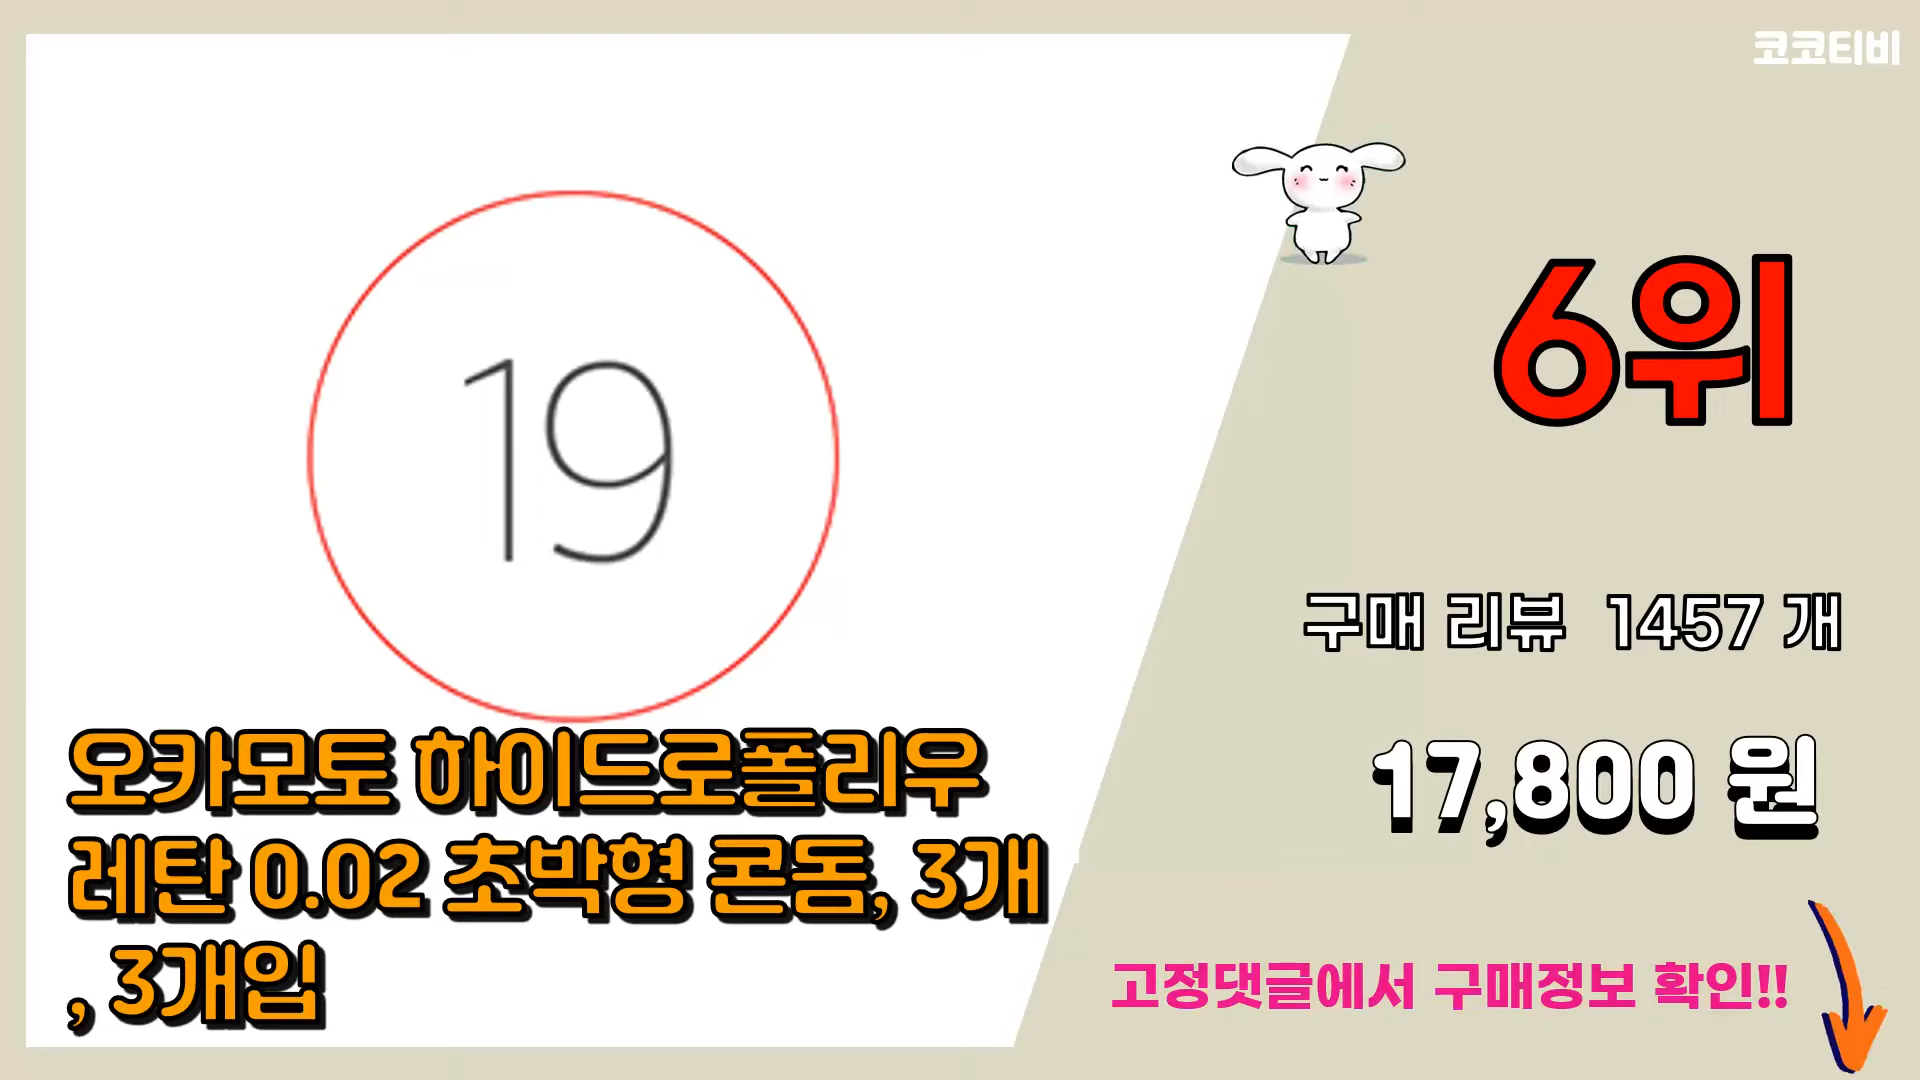 코코티비
19
6위
구매 리뷰 1457 개
17,800 원
오카모토 하이드로폴리우
레탄 0.02 초박형 콘돔, 3개
, 3개입
고정댓글에서 구매정보 확인!!